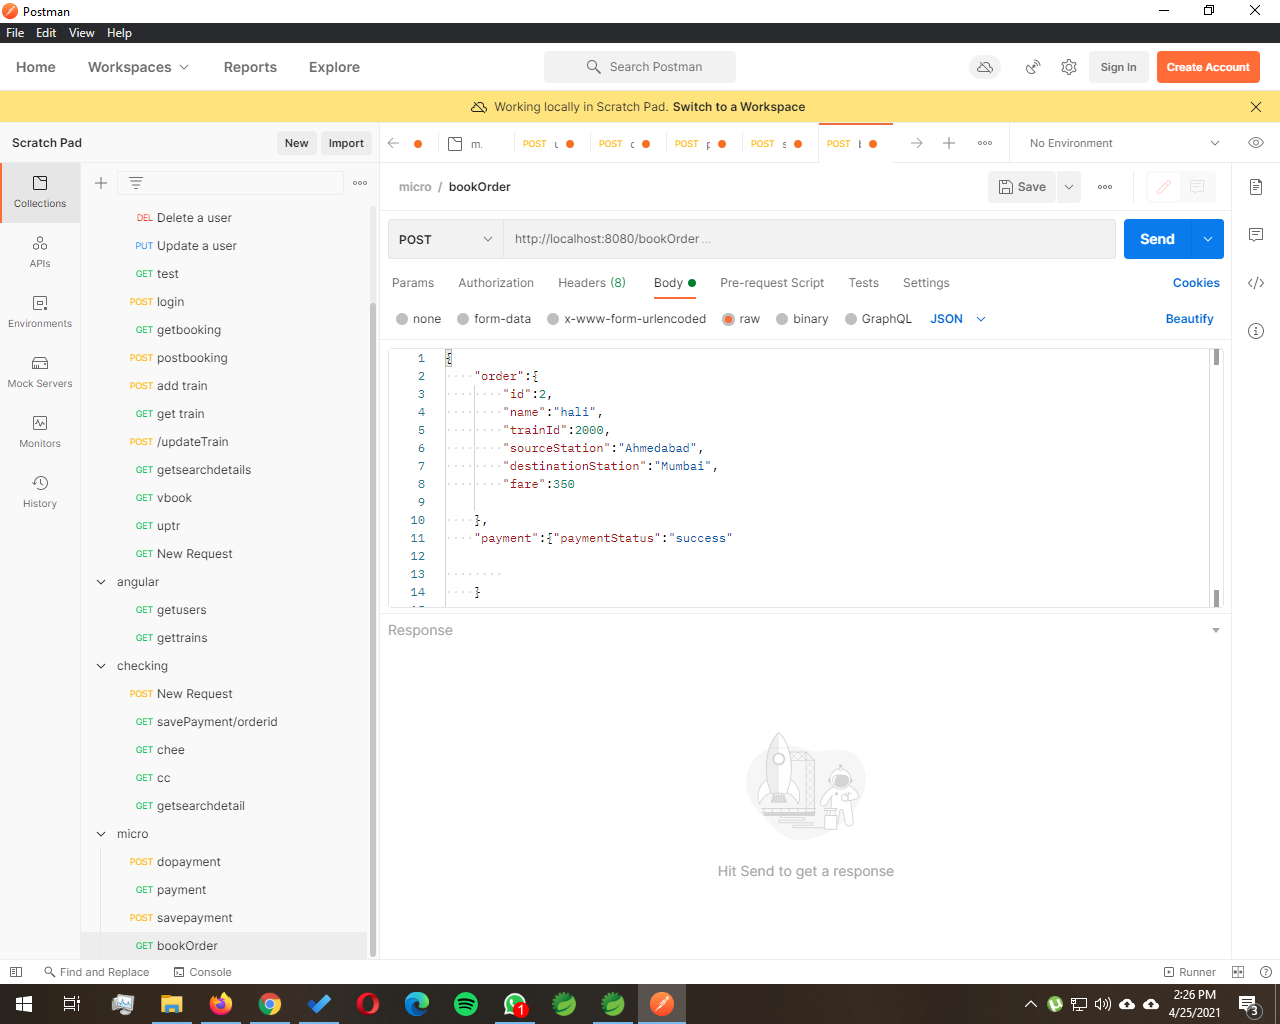 Postman
File Edit View Help
Home Workspaces Reports Explore Search Postman Sign In Create Account
Working locally in Scratch Pad. Switch to a Workspace
Scratch Pad New Import
m. POST POST POST POST POST No Environment
Collections
APIs
Environments
Mock Servers
Monitors
History
DEL Delete a user
PUT Update a user
GET test
POST login
GET getbooking
POST postbooking
POST add train
GET get train
POST /updateTrain
GET getsearchdetails
GET vbook
GET uptr
GET New Request
angular
GET getusers
GET gettrains
checking
POST New Request
GET savePayment/orderid
GET chee
GET cc
GET getsearchdetail
micro
POST dopayment
GET payment
POST savepayment
GET bookOrder
micro / bookOrder Save
POST http://localhost:8080/bookOrder ... Send
Params Authorization Headers (8) Body Pre-request Script Tests Settings Cookies
none form-data x-www-form-urlencoded raw binary GraphQL JSON Beautify
1 {
2 "order":{
3 "id":2,
4 "name":"hali",
5 "trainId":2000,
6 "sourceStation":"Ahmedabad",
7 "destinationStation":"Mumbai",
8 "fare":350
9
10 },
11 "payment":{"paymentStatus":"success"
12
13
14 }
Response
Hit Send to get a response
Find and Replace Console Runner
1
2:26 PM
4/25/2021
3